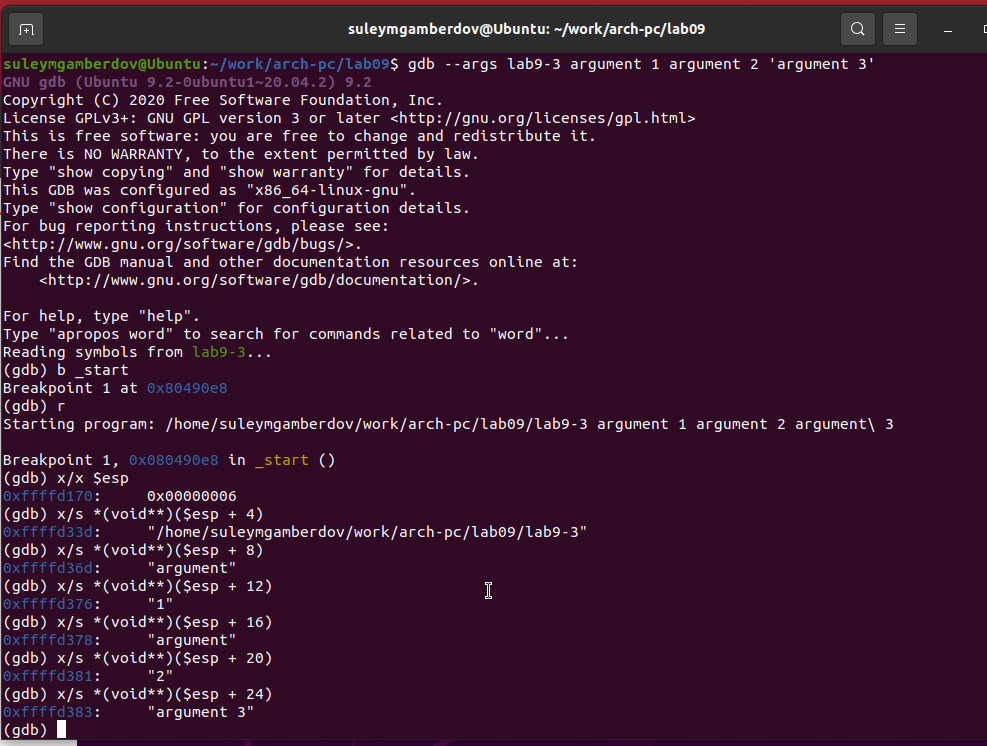 suleymgamberdov@Ubuntu: ~/work/arch-pc/lab09
suleymgamberdov@Ubuntu:~/work/arch-pc/lab09$ gdb --args lab9-3 argument 1 argument 2 'argument 3'
GNU gdb (Ubuntu 9.2-0ubuntu1~20.04.2) 9.2
Copyright (C) 2020 Free Software Foundation, Inc.
License GPLv3+: GNU GPL version 3 or later <http://gnu.org/licenses/gpl.html>
This is free software: you are free to change and redistribute it.
There is NO WARRANTY, to the extent permitted by law.
Type "show copying" and "show warranty" for details.
This GDB was configured as "x86_64-linux-gnu".
Type "show configuration" for configuration details.
For bug reporting instructions, please see:
<http://www.gnu.org/software/gdb/bugs/>.
Find the GDB manual and other documentation resources online at:
    <http://www.gnu.org/software/gdb/documentation/>.

For help, type "help".
Type "apropos word" to search for commands related to "word"...
Reading symbols from lab9-3...
(gdb) b _start
Breakpoint 1 at 0x80490e8
(gdb) r
Starting program: /home/suleymgamberdov/work/arch-pc/lab09/lab9-3 argument 1 argument 2 argument\ 3

Breakpoint 1, 0x080490e8 in _start ()
(gdb) x/x $esp
0xffffd170:     0x00000006
(gdb) x/s *(void**)($esp + 4)
0xffffd33d:     "/home/suleymgamberdov/work/arch-pc/lab09/lab9-3"
(gdb) x/s *(void**)($esp + 8)
0xffffd36d:     "argument"
(gdb) x/s *(void**)($esp + 12)
0xffffd376:     "1"
(gdb) x/s *(void**)($esp + 16)
0xffffd378:     "argument"
(gdb) x/s *(void**)($esp + 20)
0xffffd381:     "2"
(gdb) x/s *(void**)($esp + 24)
0xffffd383:     "argument 3"
(gdb)